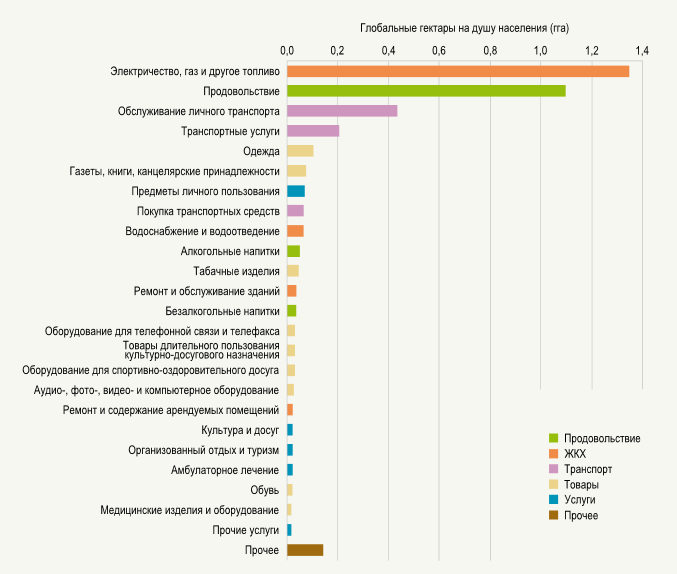 Глобальные гектары на душу населения (гга)
0,0 0,2 0,4 0,6 0,8 1,0 1,2 1,4
Электричество, газ и другое топливо
Продовольствие
Обслуживание личного транспорта
Транспортные услуги
Одежда
Газеты, книги, канцелярские принадлежности
Предметы личного пользования
Покупка транспортных средств
Водоснабжение и водоотведение
Алкогольные напитки
Табачные изделия
Ремонт и обслуживание зданий
Безалкогольные напитки
Оборудование для телефонной связи и телефакса
Товары длительного пользования
культурно-досугового назначения
Оборудование для спортивно-оздоровительного досуга
Аудио-, фото-, видео- и компьютерное оборудование
Ремонт и содержание арендуемых помещений
Культура и досуг
Организованный отдых и туризм
Амбулаторное лечение
Обувь
Медицинские изделия и оборудование
Прочие услуги
Прочее
Продовольствие
ЖКХ
Транспорт
Товары
Услуги
Прочее